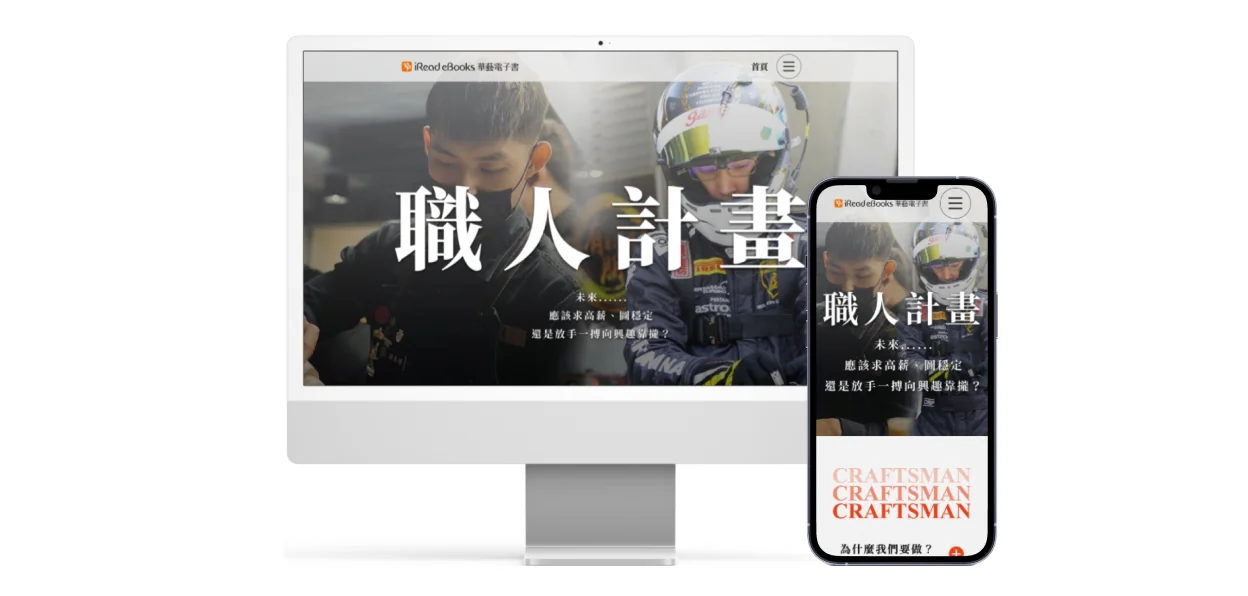 iRead eBooks 華藝電子書
首頁
職人計畫
未來......
應該求高薪、圖穩定
還是放手一搏向興趣靠攏？
iRead eBooks 華藝電子書
職人計畫
未來......
應該求高薪、圖穩定
還是放手一搏向興趣靠攏？
CRAFTSMAN
CRAFTSMAN
CRAFTSMAN
為什麼我們要做？